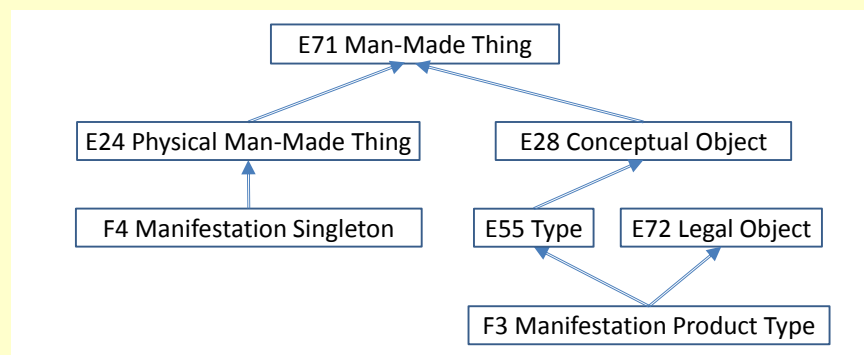 E71 Man-Made Thing
E24 Physical Man-Made Thing
E28 Conceptual Object
F4 Manifestation Singleton
E55 Type
E72 Legal Object
F3 Manifestation Product Type